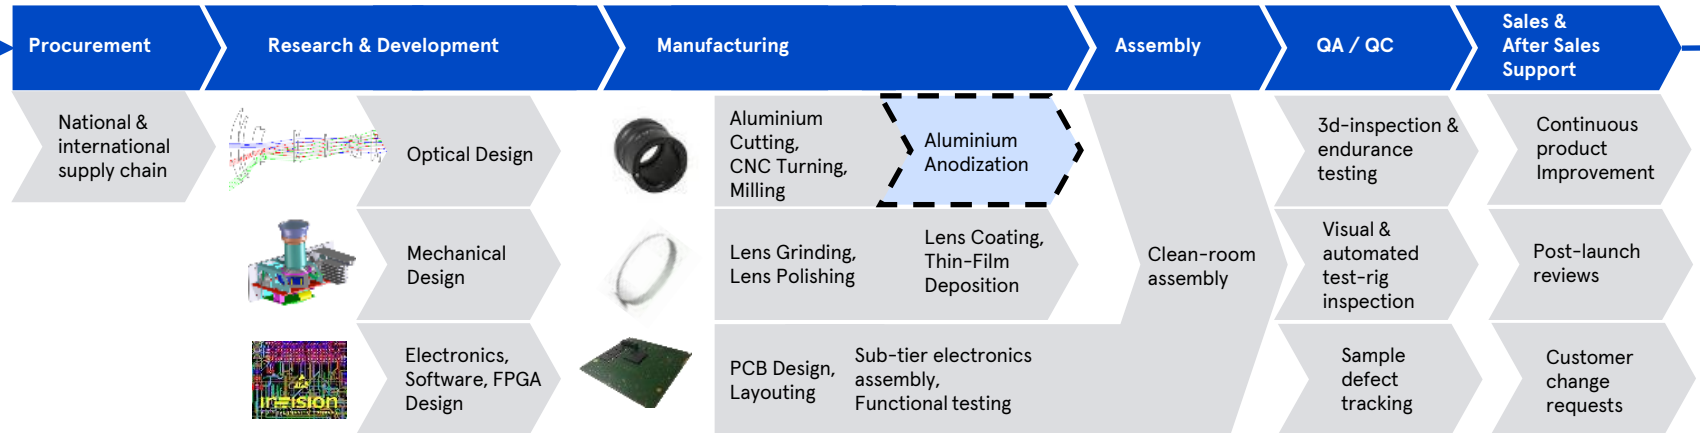 Procurement
Research & Development
Manufacturing
Assembly
QA / QC
Sales &
After Sales
Support
National &
international
supply chain
Optical Design
Mechanical
Design
Electronics,
Software, FPGA
Design
in=ision
Aluminium
Cutting,
CNC Turning,
Milling
Aluminium
Anodization
Lens Grinding,
Lens Polishing
Lens Coating,
Thin-Film
Deposition
PCB Design,
Layouting
Sub-tier electronics
assembly,
Functional testing
Clean-room
assembly
3d-inspection &
endurance
testing
Visual &
automated
test-rig
inspection
Sample
defect
tracking
Continuous
product
Improvement
Post-launch
reviews
Customer
change
requests